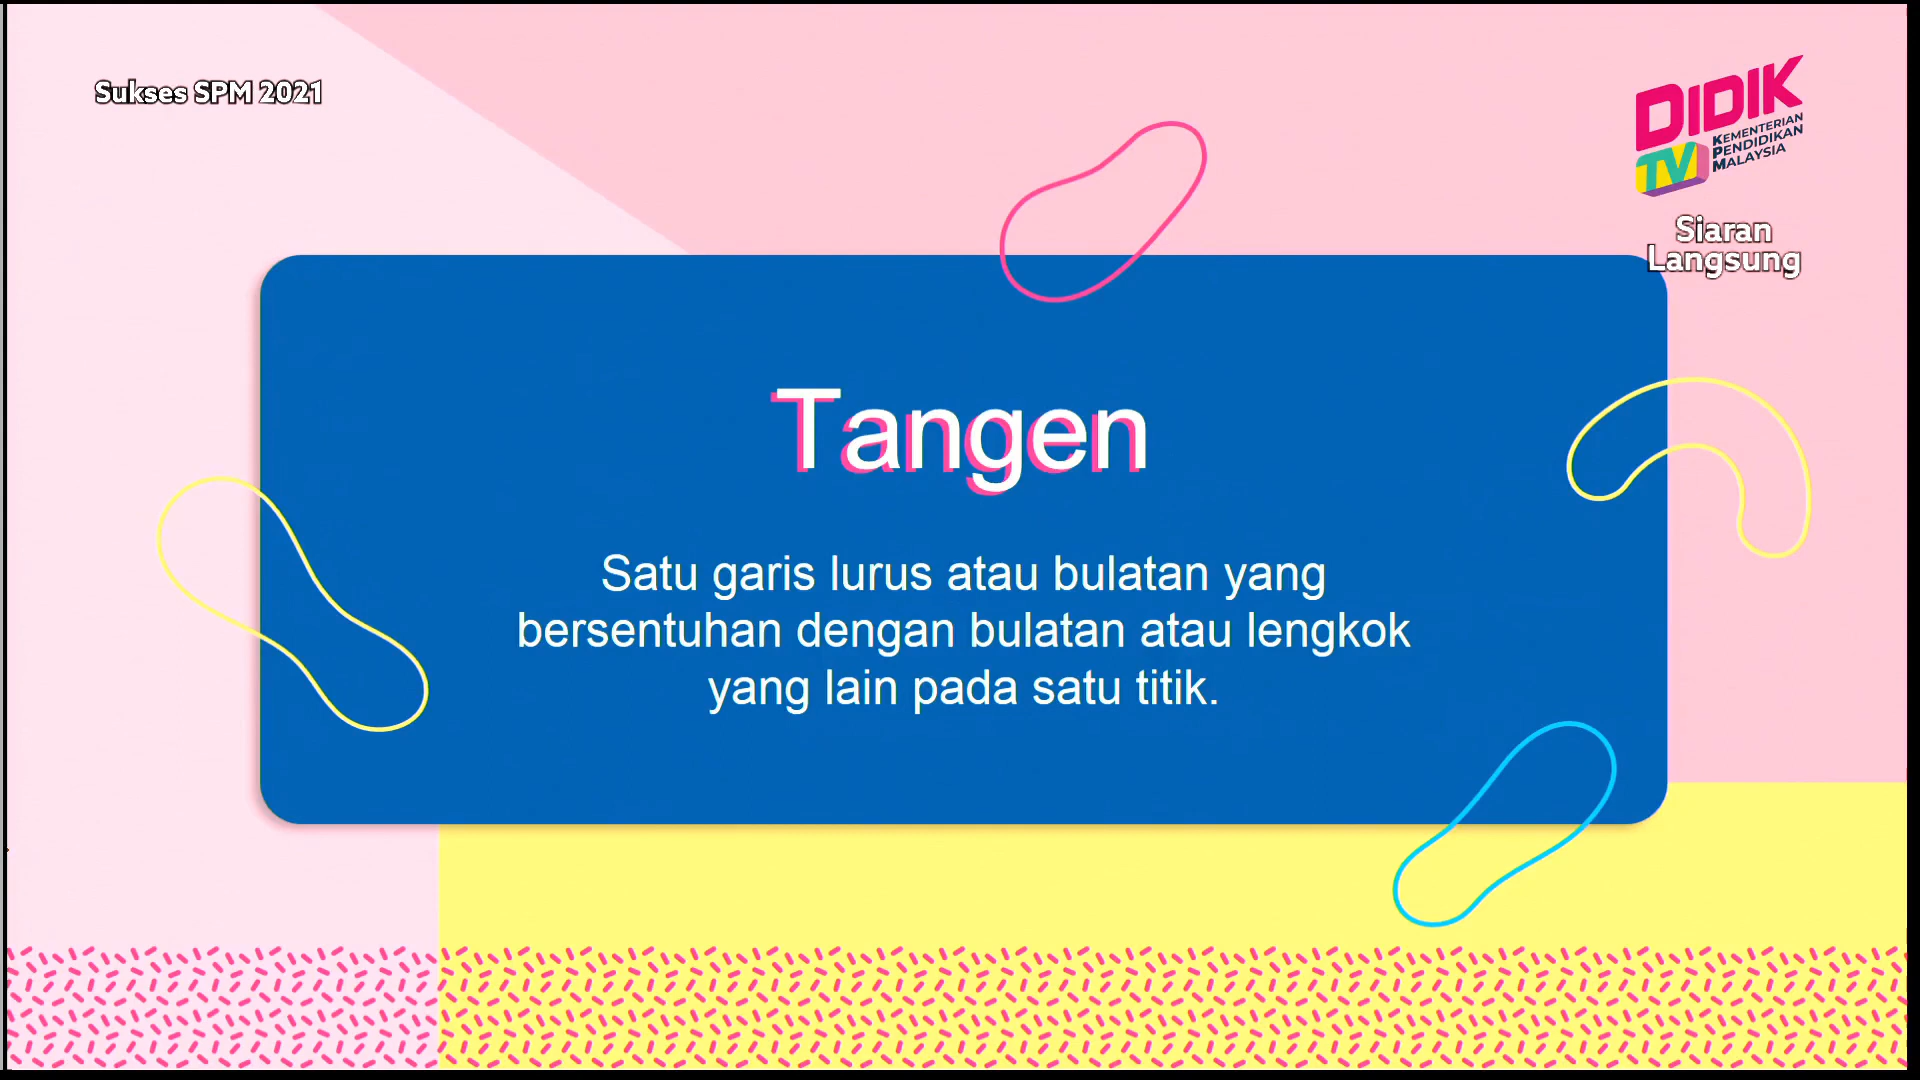 Sukses SPM 2021
DIDIK
TV
KEMENTERIAN
PENDIDIKAN
MALAYSIA
Siaran
Langsung
Tangen
Satu garis lurus atau bulatan yang
bersentuhan dengan bulatan atau lengkok
yang lain pada satu titik.